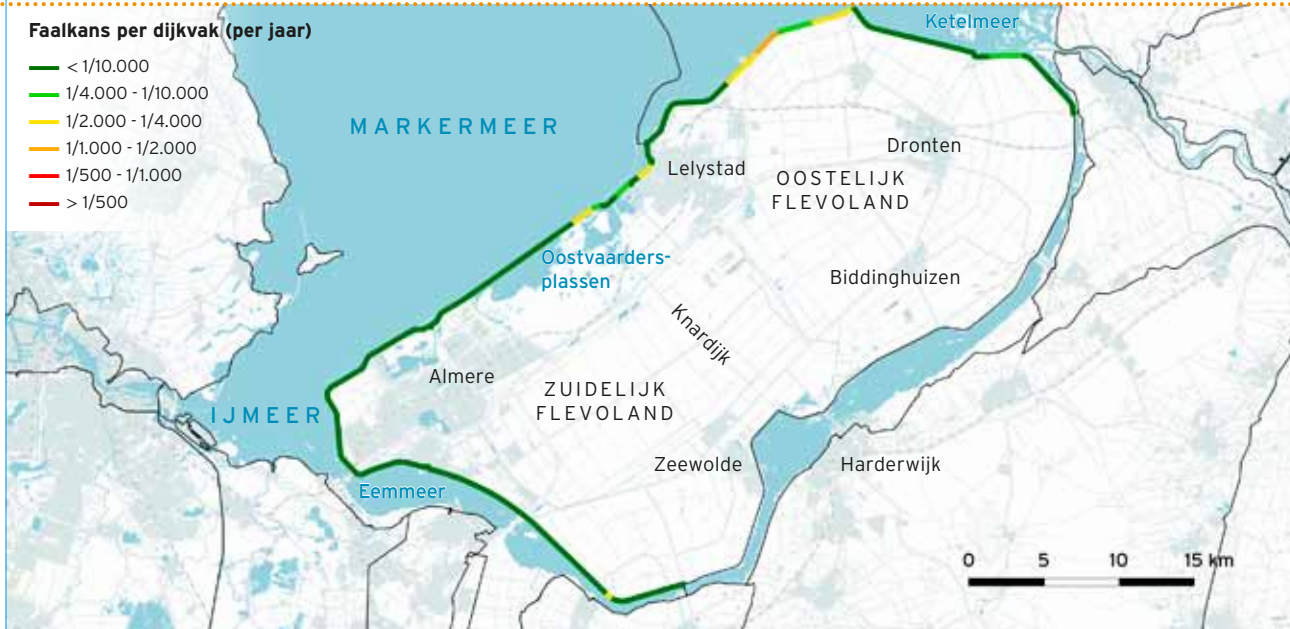 Faalkans per dijkvak (per jaar)
< 1/10.000
1/4.000 - 1/10.000
1/2.000 - 1/4.000
1/1.000 - 1/2.000
1/500 - 1/1.000
> 1/500
Ketelmeer
MARKERMEER
Dronten
Lelystad
OOSTELIJK
FLEVOLAND
Oostvaarders-
plassen
Biddinghuizen
Knardijk
Almere
ZUIDELIJK
FLEVOLAND
IJMEER
Zeewolde
Harderwijk
Eemmeer
0 5 10 15 km